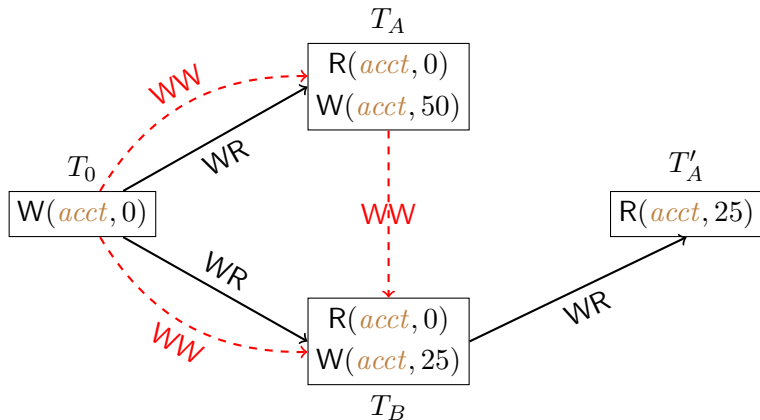 T_A
R(acct, 0)
W(acct, 50)
WW
WR
T_0
W(acct, 0)
WW
T'_A
R(acct, 25)
WR
WW
R(acct, 0)
W(acct, 25)
WR
T_B